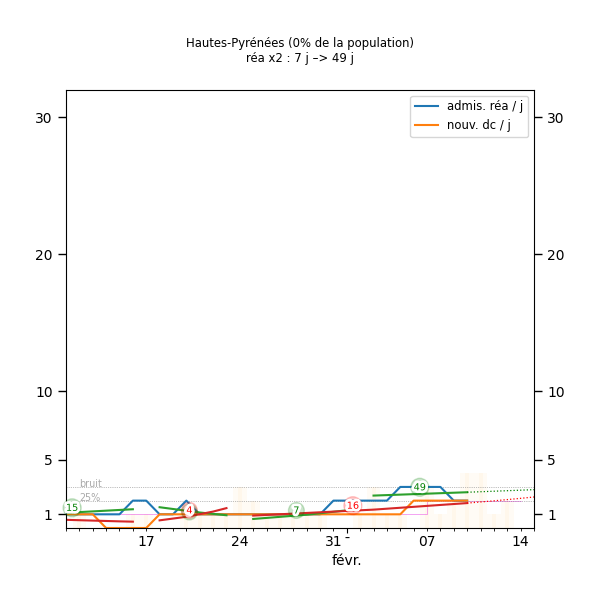 Hautes-Pyrénées (0% de la population)
réa x2 : 7 j –> 49 j
admis. réa / j
nouv. dc / j
30 30
20 20
10 10
5 5
bruit
25%
1 1
15 4 7 16 49
17 24 31 07 14
févr.